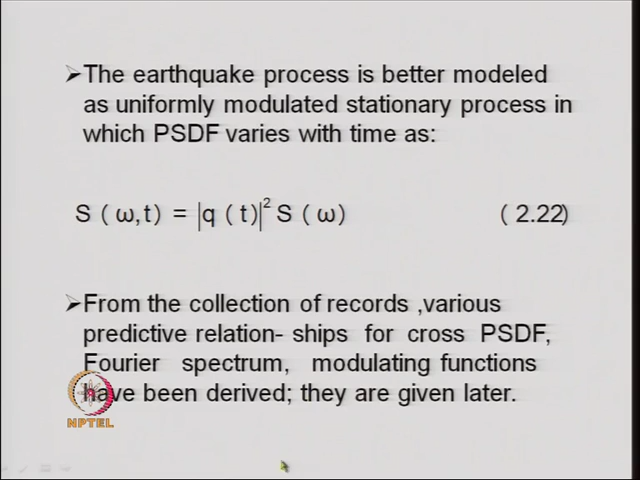 ➢The earthquake process is better modeled
as uniformly modulated stationary process in
which PSDF varies with time as:
S ( ω,t) = |q ( t)|² S ( ω) ( 2.22)
➢From the collection of records ,various
predictive relation- ships for cross PSDF,
Fourier spectrum, modulating functions
have been derived; they are given later.
NPTEL